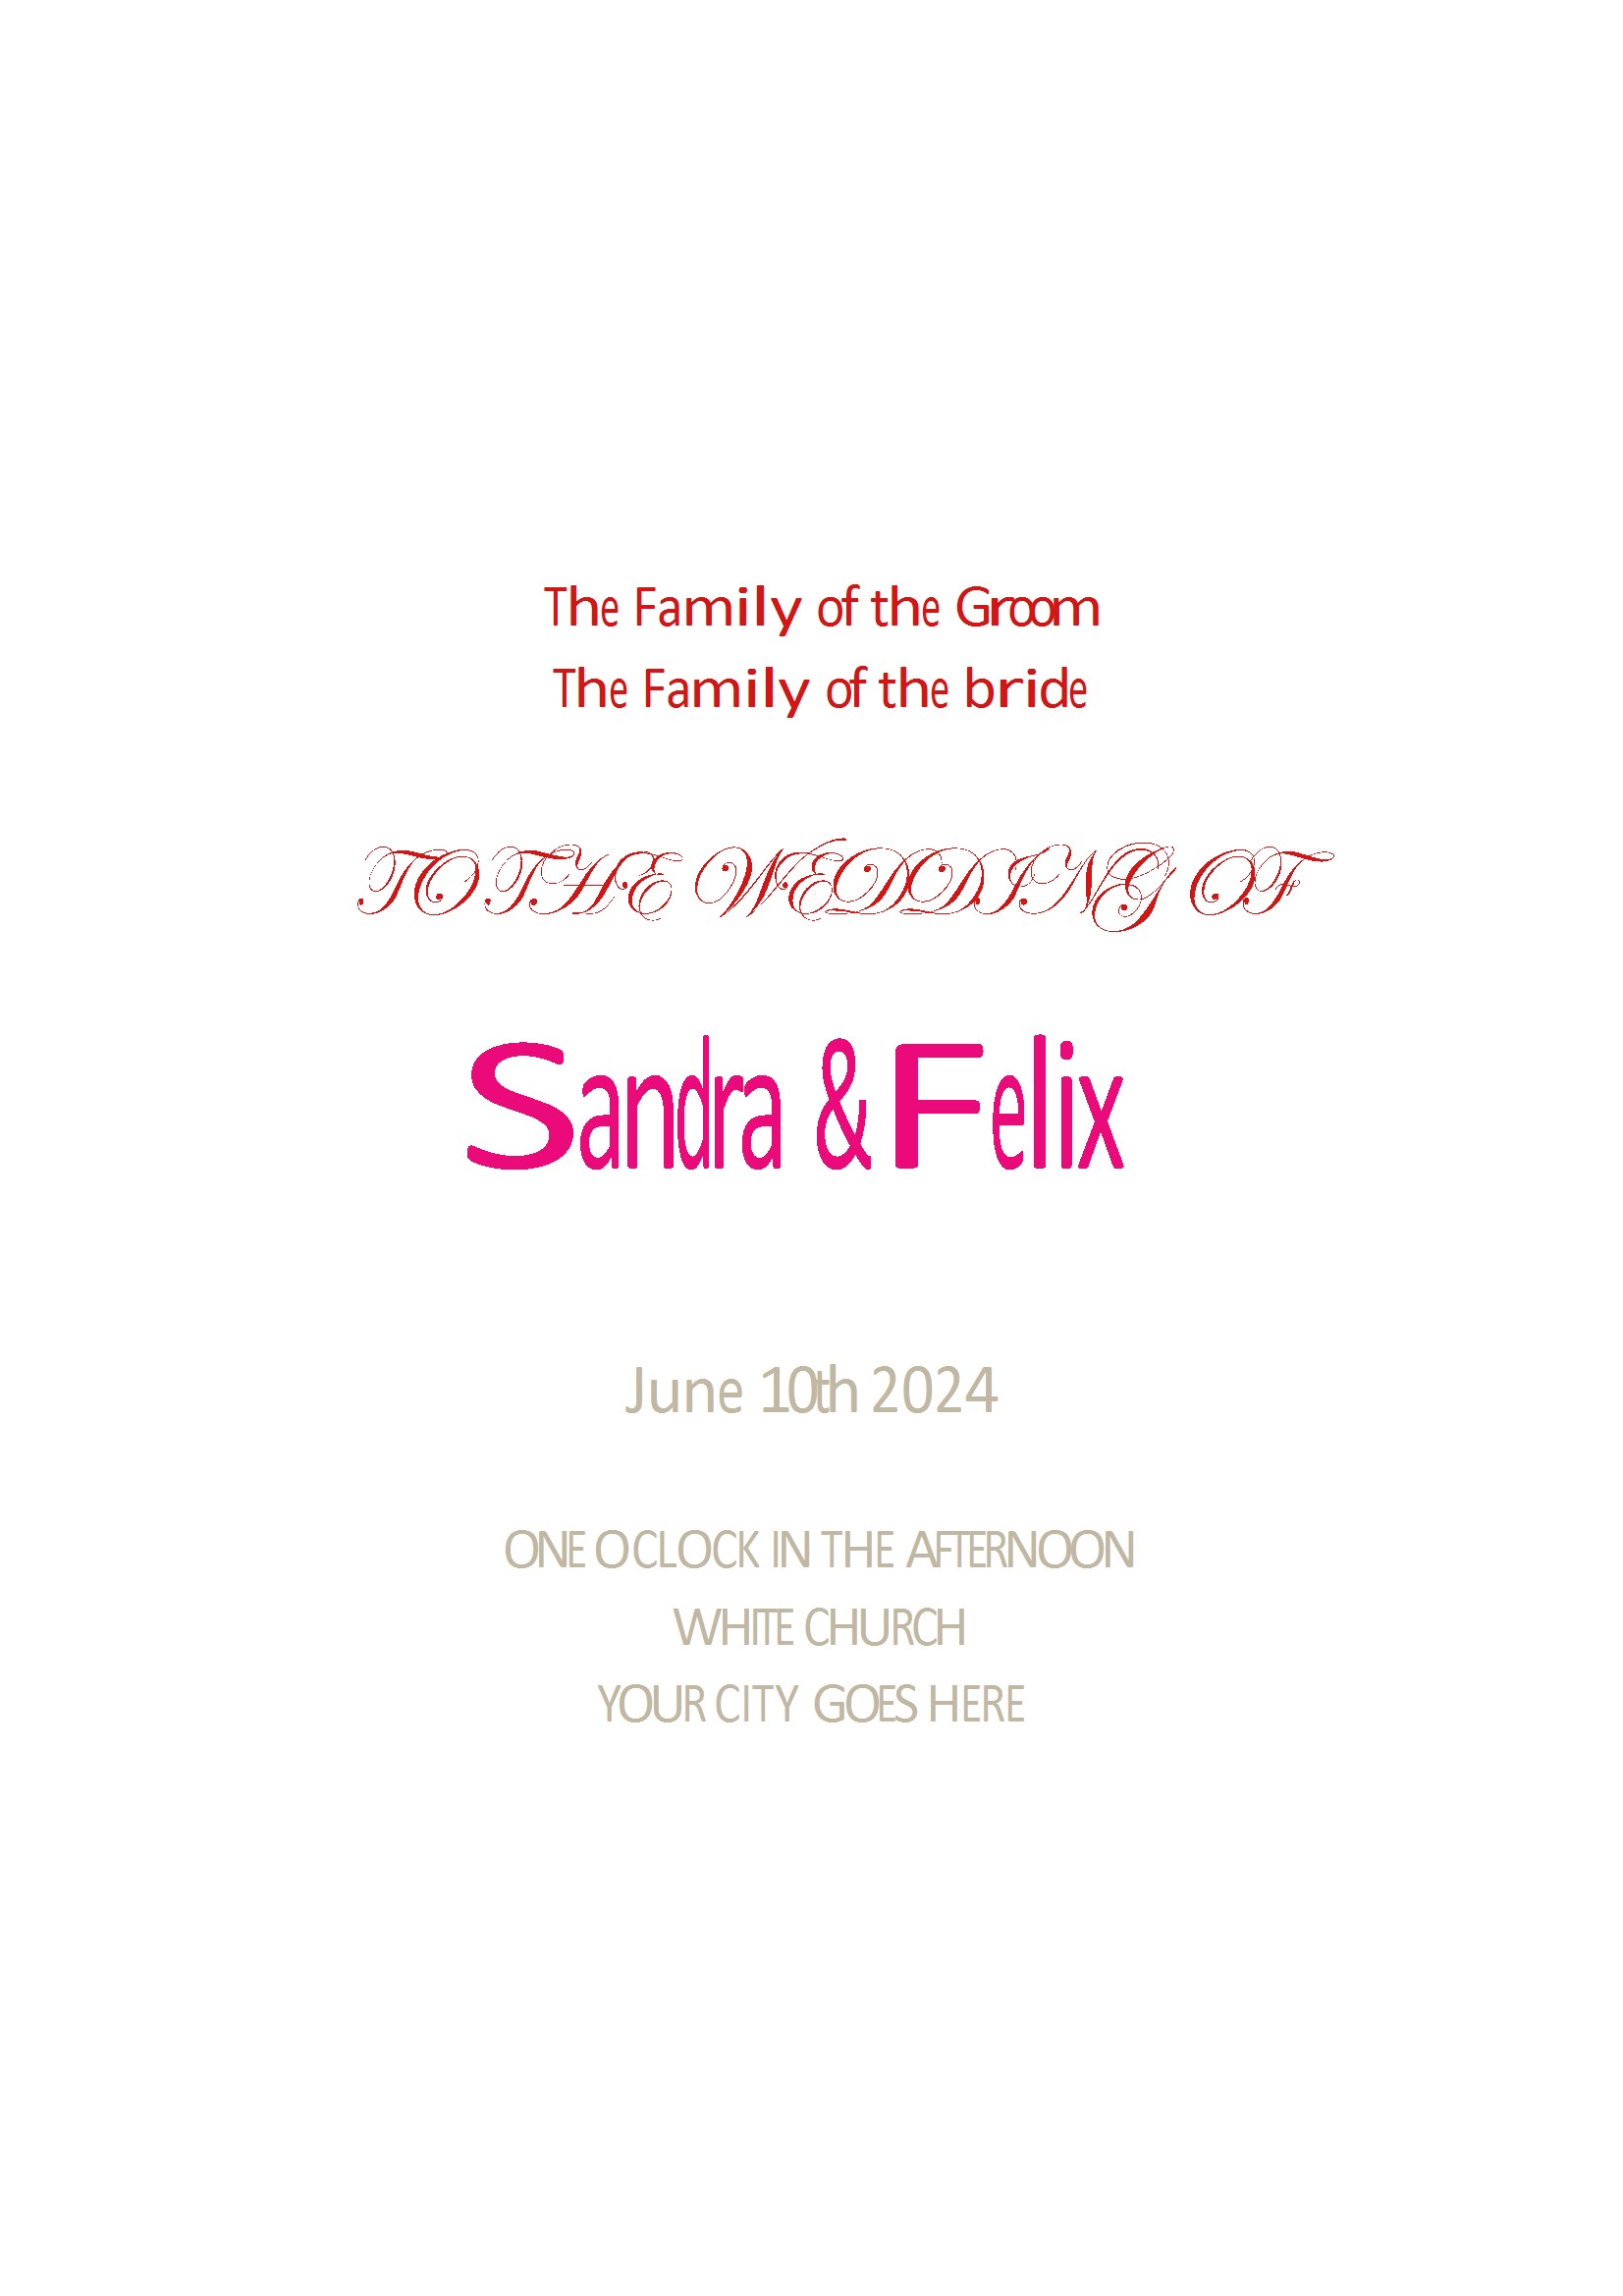 The Family of the Groom
The Family of the bride
TO THE WEDDING OF
Sandra & Felix
June 10th 2024
ONE O CLOCK IN THE AFTERNOON
WHITE CHURCH
YOUR CITY GOES HERE